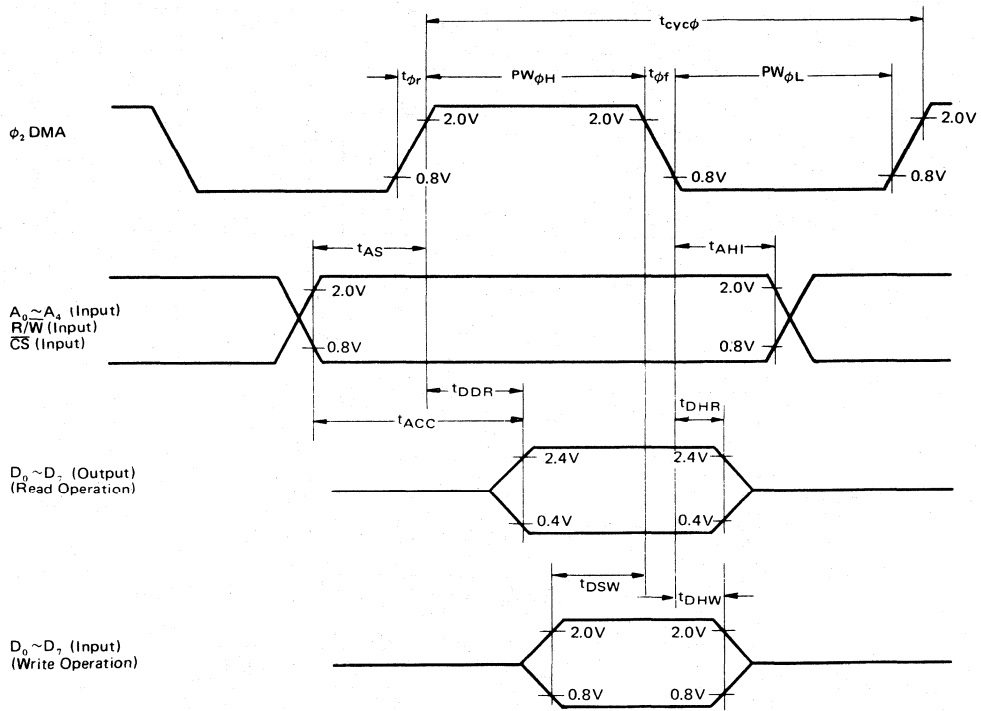 tcycφ
tφr
PWφH
tφf
PWφL
φ₂ DMA
2.0V
2.0V
2.0V
0.8V
0.8V
0.8V
tAS
tAHI
A₀~A₄ (Input)
R/W̅ (Input)
C̅S̅ (Input)
2.0V
2.0V
0.8V
0.8V
tDDR
tACC
tDHR
D₀~D₇ (Output)
(Read Operation)
2.4V
2.4V
0.4V
0.4V
tDSW
tDHW
D₀~D₇ (Input)
(Write Operation)
2.0V
2.0V
0.8V
0.8V